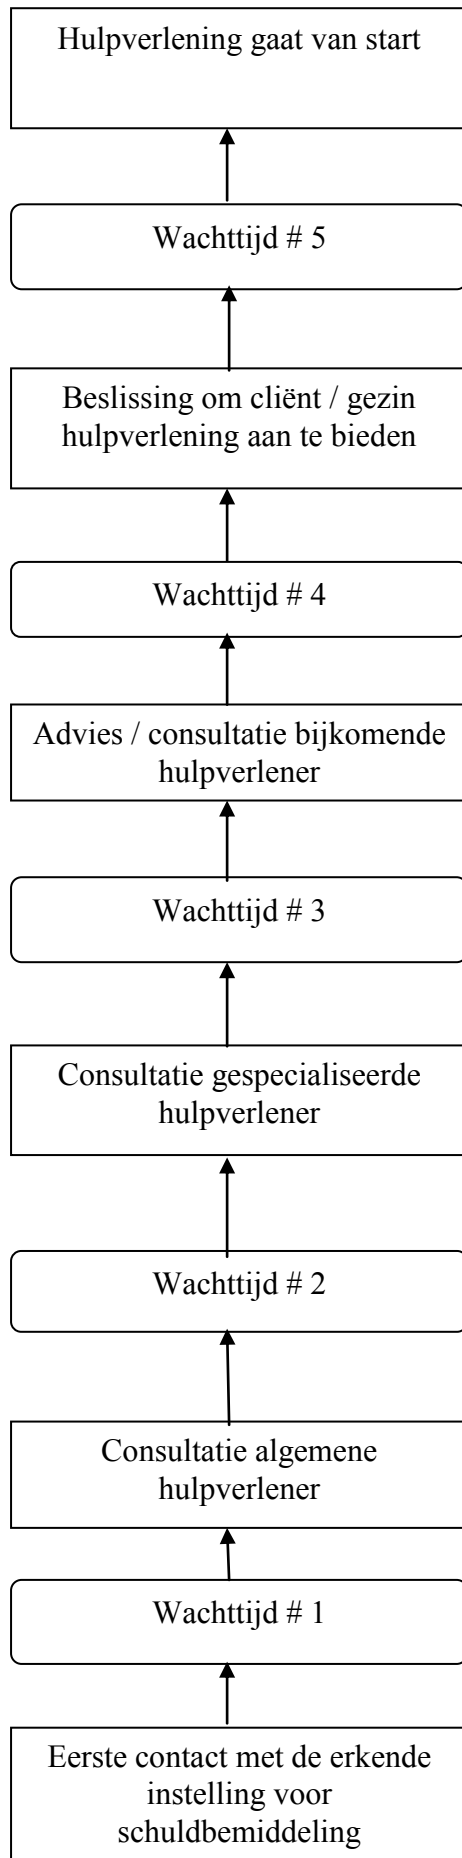 Hulpverlening gaat van start
Wachttijd # 5
Beslissing om cliënt / gezin
hulpverlening aan te bieden
Wachttijd # 4
Advies / consultatie bijkomende
hulpverlener
Wachttijd # 3
Consultatie gespecialiseerde
hulpverlener
Wachttijd # 2
Consultatie algemene
hulpverlener
Wachttijd # 1
Eerste contact met de erkende
instelling voor
schuldbemiddeling